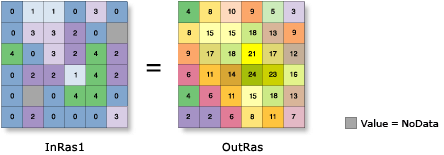 0 1 1 0 3 0
0 3 3 2 0
4 0 3 2 4 2
0 2 2 1 4 2
0 0 4 4 0
0 2 0 0 0 3
InRas1
=
4 8 10 9 5 3
8 15 15 18 13 9
9 17 18 21 17 12
6 11 14 24 23 16
4 6 11 15 18 13
2 2 6 8 11 7
OutRas
Value = NoData